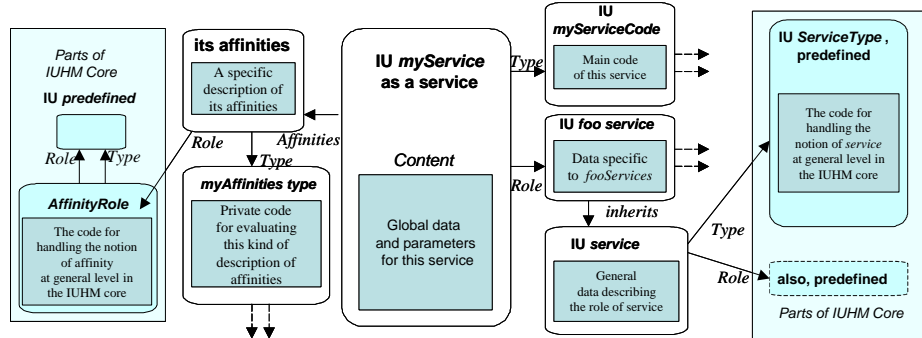 Parts of
IUHM Core
IU predefined
Role
Type
AffinityRole
The code for
handling the notion
of affinity
at general level in
the IUHM core
its affinities
A specific
description of
its affinities
Role
Type
Affinities
myAffinities type
Private code
for evaluating
this kind of
description of
affinities
IU myService
as a service
Content
Global data
and parameters
for this service
Type
Role
IU
myServiceCode
Main code
of this service
IU foo service
Data specific
to fooServices
inherits
IU service
General
data describing
the role of service
Type
Role
IU ServiceType ,
predefined
The code for
handling the
notion of service
at general level in
the IUHM core
also, predefined
Parts of IUHM Core